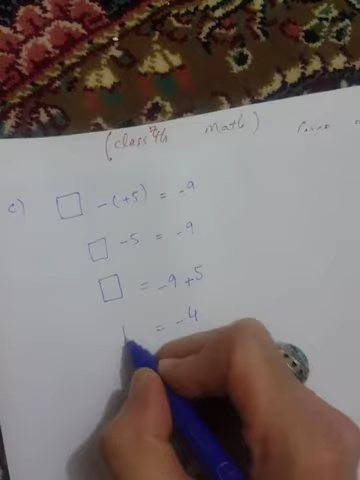 (class 7th Math)
c) □ -(+5) = -9
□ -5 = -9
□ = -9+5
= -4